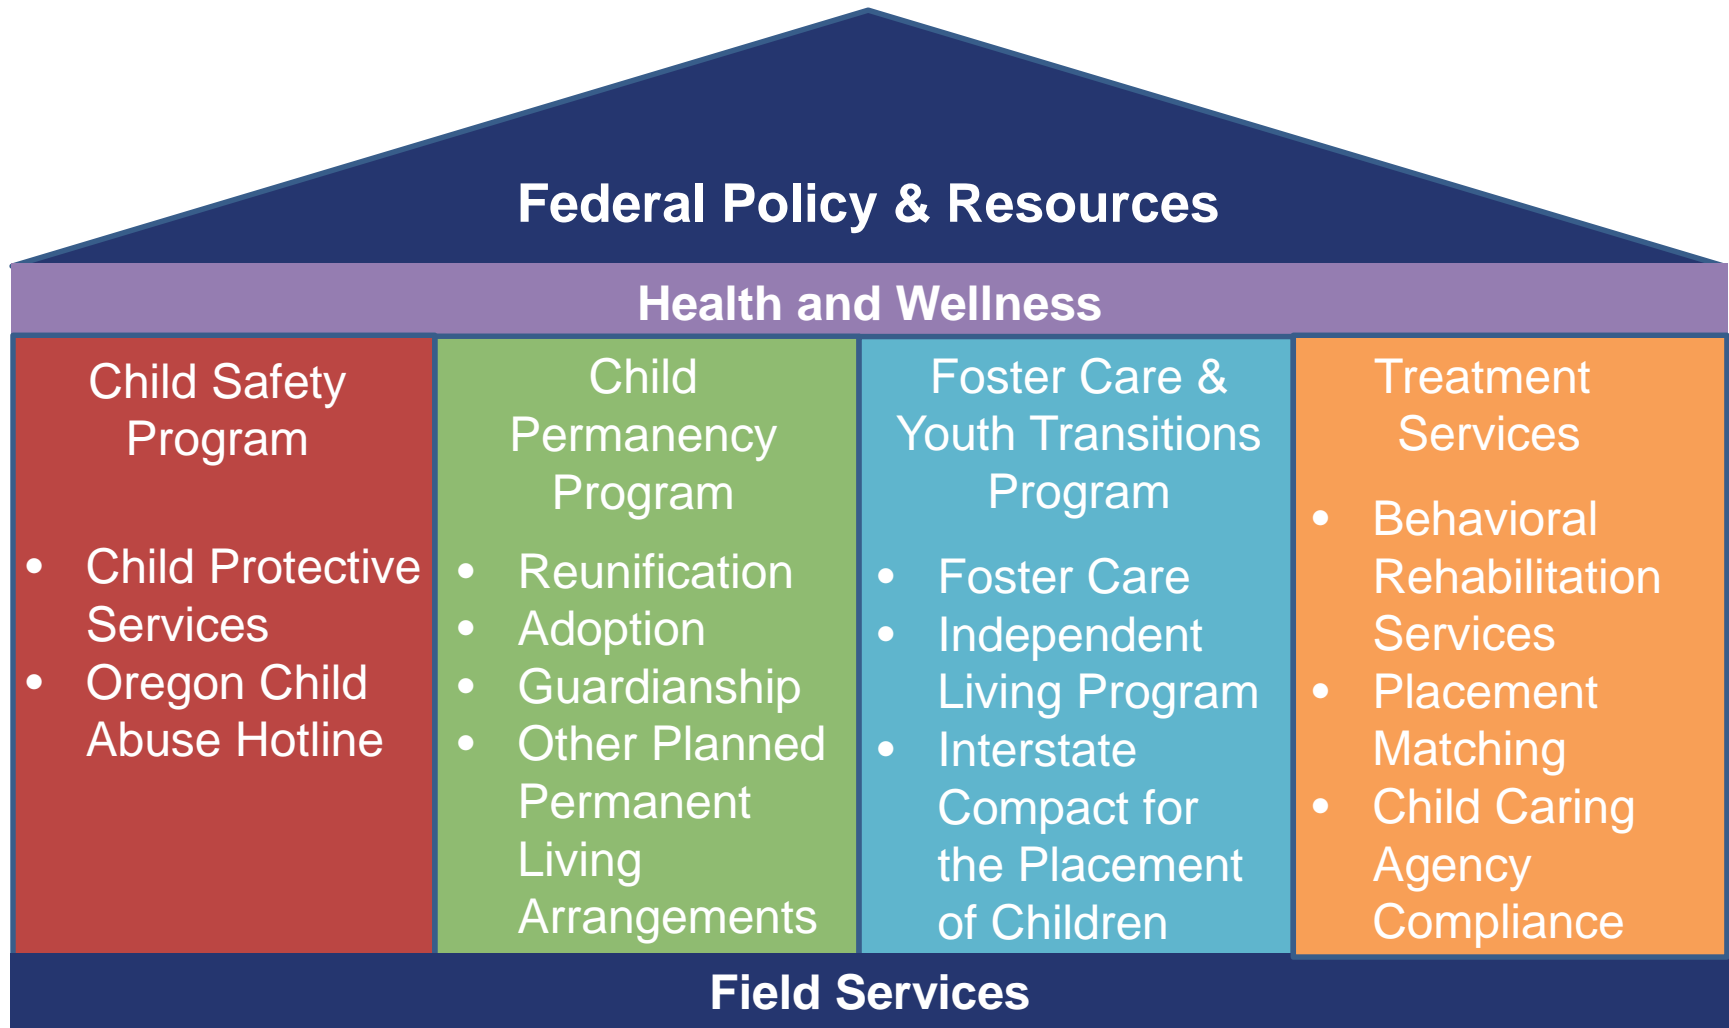 Federal Policy & Resources
Health and Wellness
Child Safety
Program
• Child Protective
Services
• Oregon Child
Abuse Hotline
Child
Permanency
Program
• Reunification
• Adoption
• Guardianship
• Other Planned
Permanent
Living
Arrangements
Foster Care &
Youth Transitions
Program
• Foster Care
• Independent
Living Program
• Interstate
Compact for
the Placement
of Children
Treatment
Services
• Behavioral
Rehabilitation
Services
• Placement
Matching
• Child Caring
Agency
Compliance
Field Services